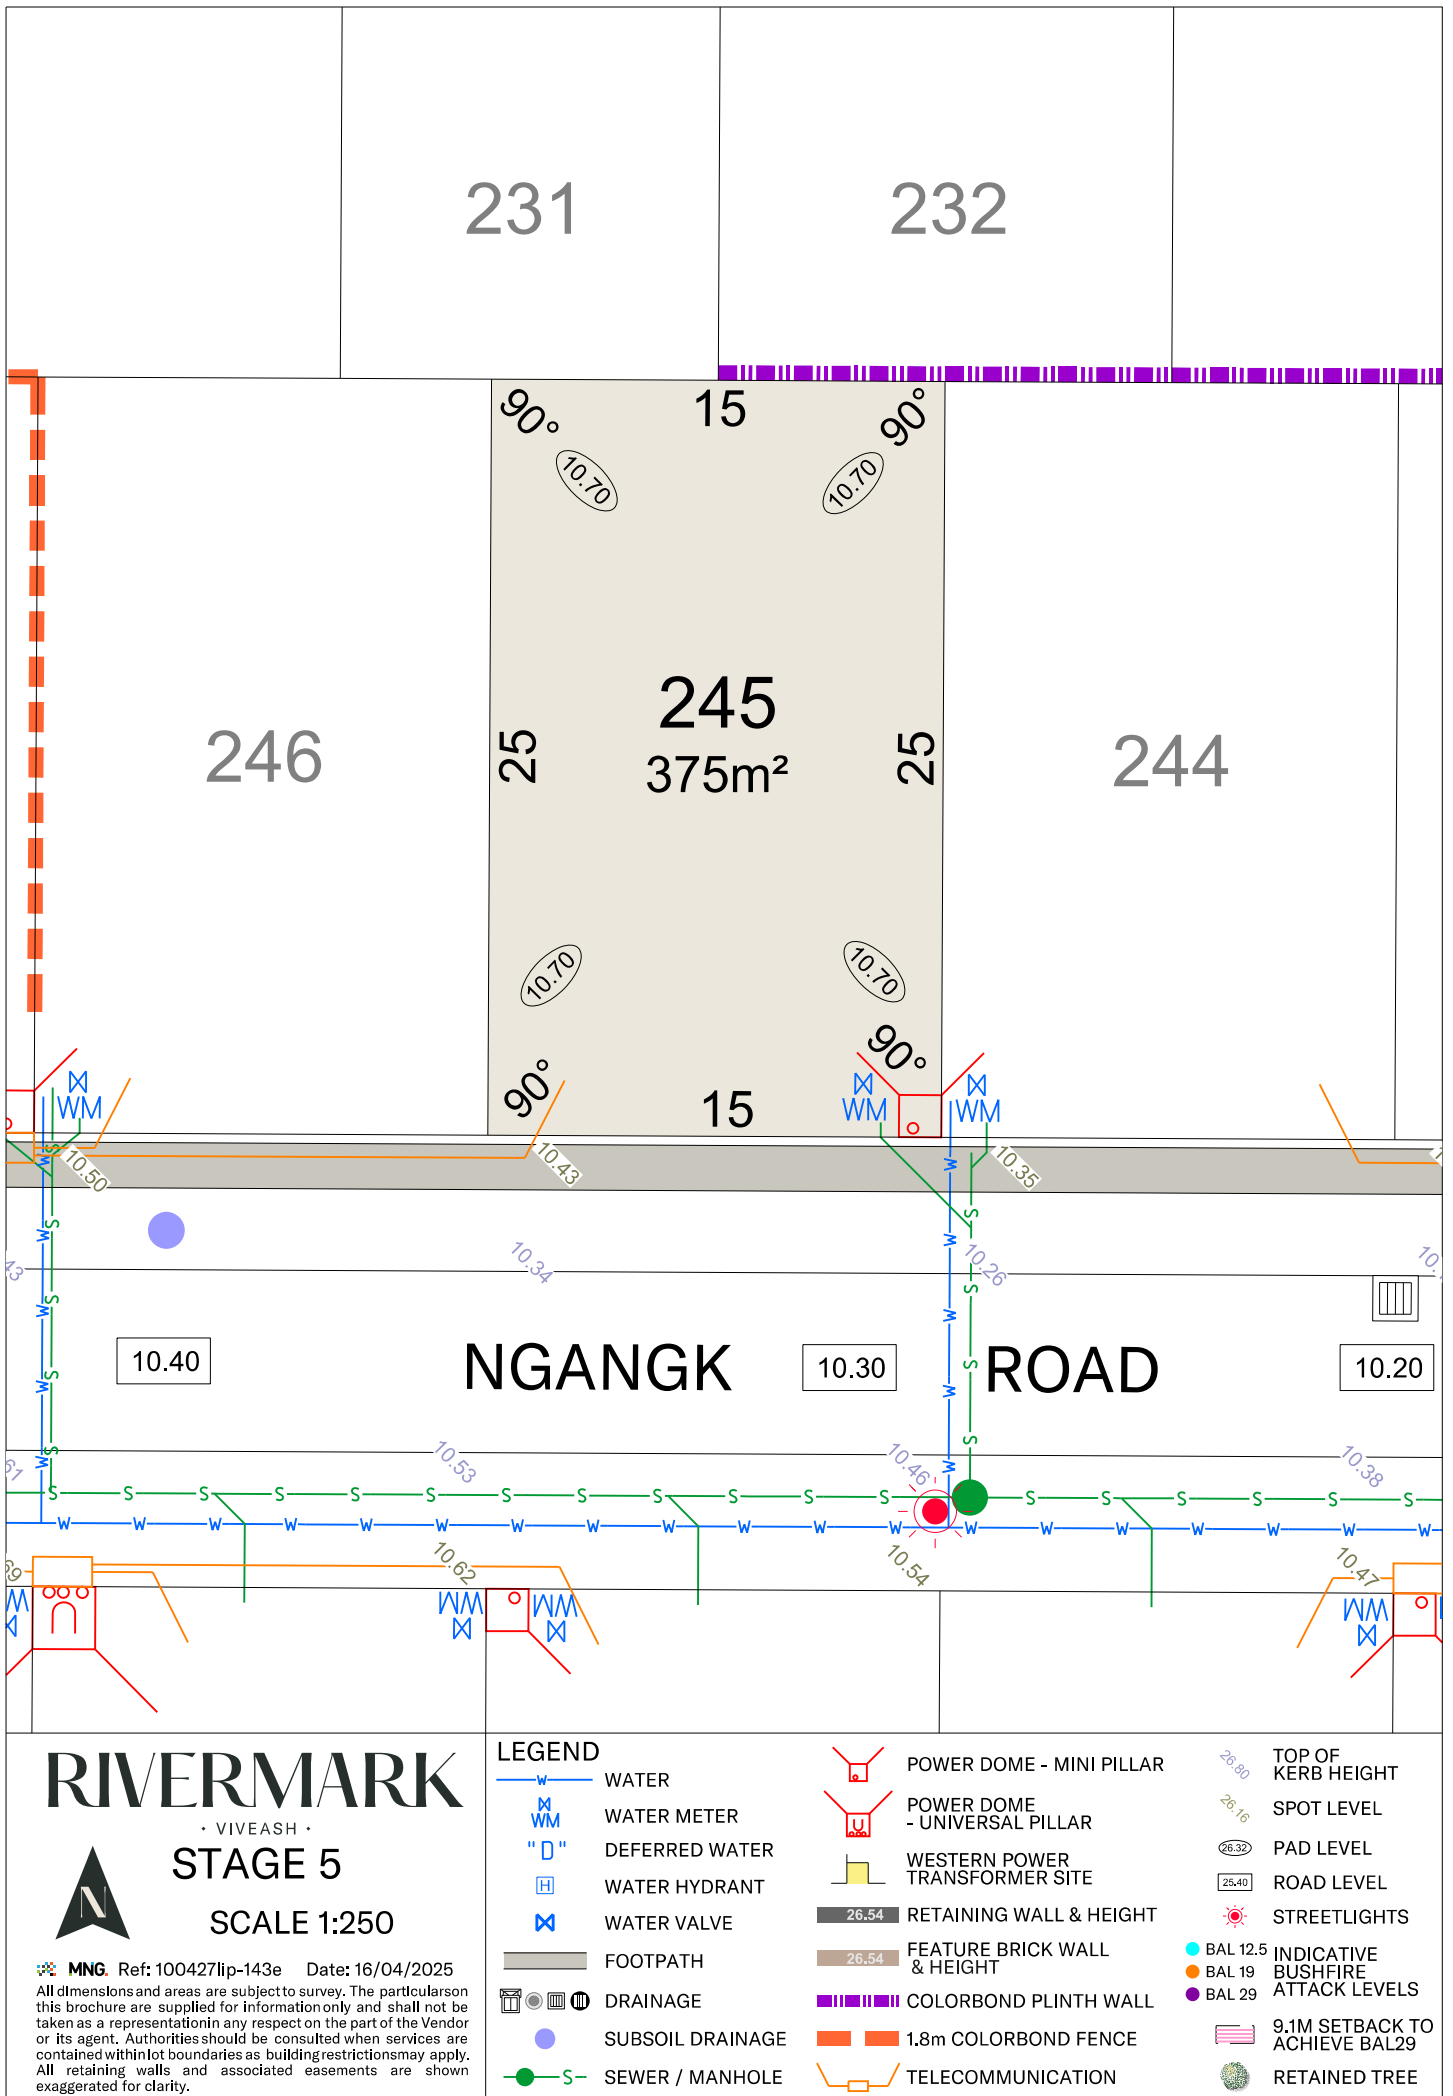 231
232
90°
15
90°
10.70
10.70
246
25
245
375m²
25
244
10.70
10.70
90°
15
90°
WM
WM
WM
10.50
10.43
10.35
10.34
10.26
10.40
NGANGK
10.30
ROAD
10.20
10.53
10.46
10.38
S S S S S S S S S S S S S S S S S
W W W W W W W W W W W W W W W W W
10.62
10.54
10.47
WM
WM
WM
RIVERMARK
• VIVEASH •
STAGE 5
N
SCALE 1:250
MNG. Ref: 100427lip-143e Date: 16/04/2025
All dimensions and areas are subject to survey. The particularson
this brochure are supplied for information only and shall not be
taken as a representationin any respect on the part of the Vendor
or its agent. Authorities should be consulted when services are
contained withinlot boundaries as building restrictionsmay apply.
All retaining walls and associated easements are shown
exaggerated for clarity.
LEGEND
W WATER
WM WATER METER
"D" DEFERRED WATER
H WATER HYDRANT
WATER VALVE
FOOTPATH
DRAINAGE
SUBSOIL DRAINAGE
S SEWER / MANHOLE
POWER DOME - MINI PILLAR
POWER DOME
- UNIVERSAL PILLAR
WESTERN POWER
TRANSFORMER SITE
26.54 RETAINING WALL & HEIGHT
26.54 FEATURE BRICK WALL
& HEIGHT
COLORBOND PLINTH WALL
1.8m COLORBOND FENCE
TELECOMMUNICATION
26.80 TOP OF
KERB HEIGHT
26.16 SPOT LEVEL
26.32 PAD LEVEL
25.40 ROAD LEVEL
STREETLIGHTS
BAL 12.5
BAL 19
BAL 29
INDICATIVE
BUSHFIRE
ATTACK LEVELS
9.1M SETBACK TO
ACHIEVE BAL29
RETAINED TREE